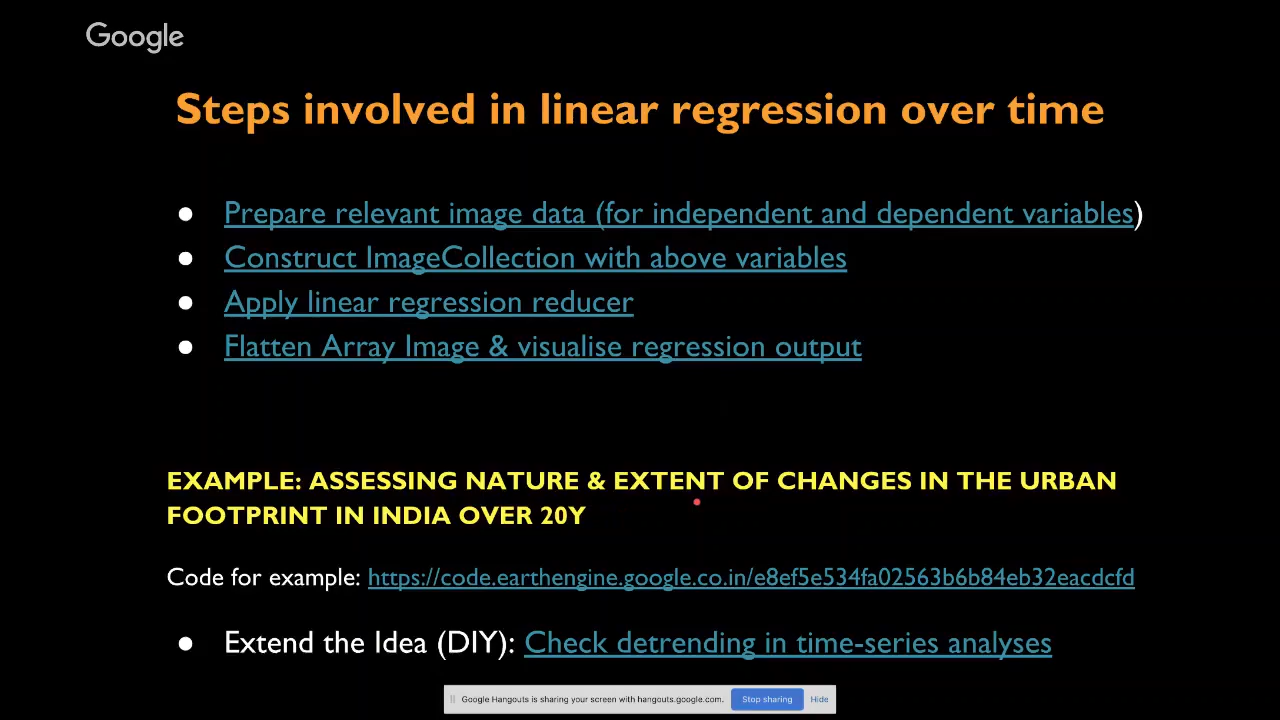 Google
Steps involved in linear regression over time
● Prepare relevant image data (for independent and dependent variables)
● Construct ImageCollection with above variables
● Apply linear regression reducer
● Flatten Array Image & visualise regression output
EXAMPLE: ASSESSING NATURE & EXTENT OF CHANGES IN THE URBAN
FOOTPRINT IN INDIA OVER 20Y
Code for example: https://code.earthengine.google.co.in/e8ef5e534fa02563b6b84eb32eacdcfd
● Extend the Idea (DIY): Check detrending in time-series analyses
Google Hangouts is sharing your screen with hangouts.google.com. Stop sharing Hide